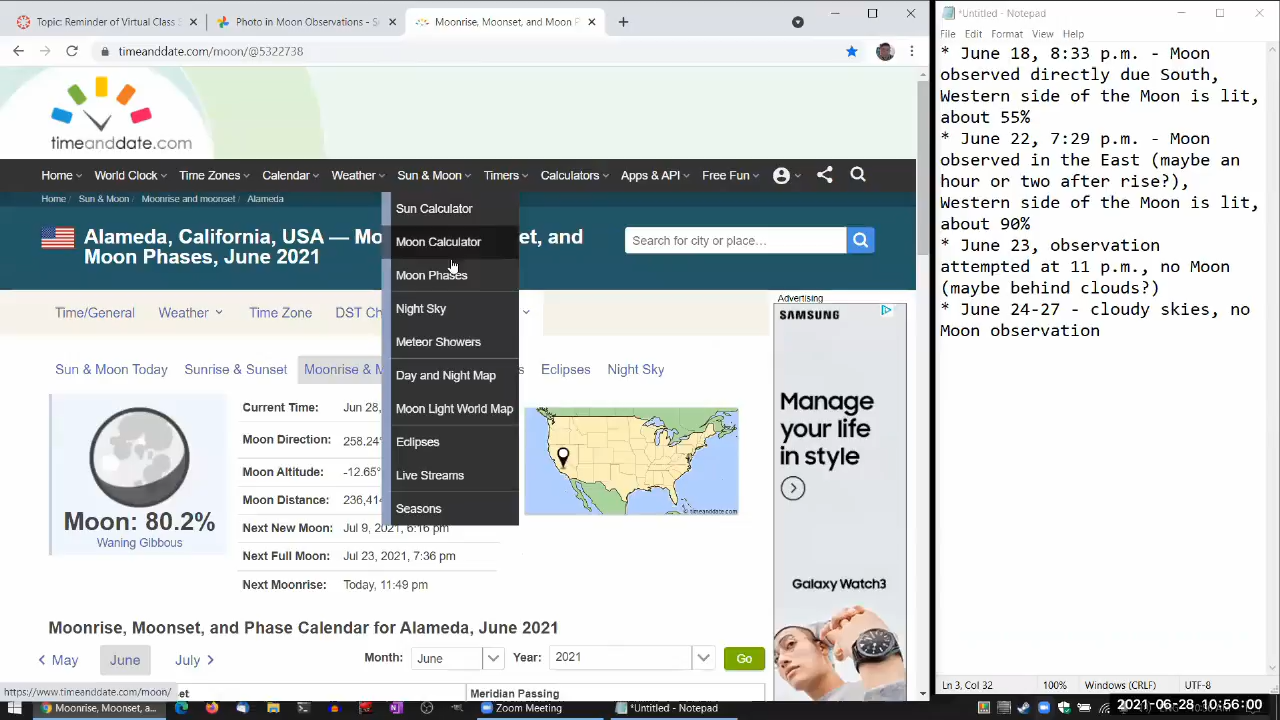 Topic: Reminder of Virtual Class
Moonrise, Moonset, and Moon P
timeanddate.com/moon/@5322738
timeanddate.com
Home World Clock Time Zones Calendar Weather Sun & Moon Timers Calculators Apps & API Free Fun
Home / Sun & Moon / Moonrise and moonset / Alameda
Alameda, California, USA — Mo et, and
Moon Phases, June 2021
Search for city or place…
Sun Calculator
Moon Calculator
Moon Phases
Night Sky
Meteor Showers
Day and Night Map
Moon Light World Map
Eclipses
Live Streams
Seasons
Time/General Weather Time Zone DST Ch
Sun & Moon Today Sunrise & Sunset Moonrise & M s Eclipses Night Sky
Moon: 80.2%
Waning Gibbous
Current Time: Jun 28,
Moon Direction: 258.24°
Moon Altitude: -12.65°
Moon Distance: 236,41
Next New Moon: Jul 9, 2021, 6:16 pm
Next Full Moon: Jul 23, 2021, 7:36 pm
Next Moonrise: Today, 11:49 pm
© timeanddate.com
Advertising
SAMSUNG
Manage
your life
in style
Galaxy Watch3
Moonrise, Moonset, and Phase Calendar for Alameda, June 2021
May June July
Month: June Year: 2021 Go
https://www.timeanddate.com/moon/
set
Meridian Passing
*Untitled - Notepad
File Edit Format View Help
* June 18, 8:33 p.m. - Moon
observed directly due South,
Western side of the Moon is lit,
about 55%
* June 22, 7:29 p.m. - Moon
observed in the East (maybe an
hour or two after rise?),
Western side of the Moon is lit,
about 90%
* June 23, observation
attempted at 11 p.m., no Moon
(maybe behind clouds?)
* June 24-27 - cloudy skies, no
Moon observation
Ln 3, Col 32 100% Windows (CRLF) UTF-8
Moonrise, Moonset, a...
Zoom Meeting
*Untitled - Notepad
2021-06-28 10:56:00